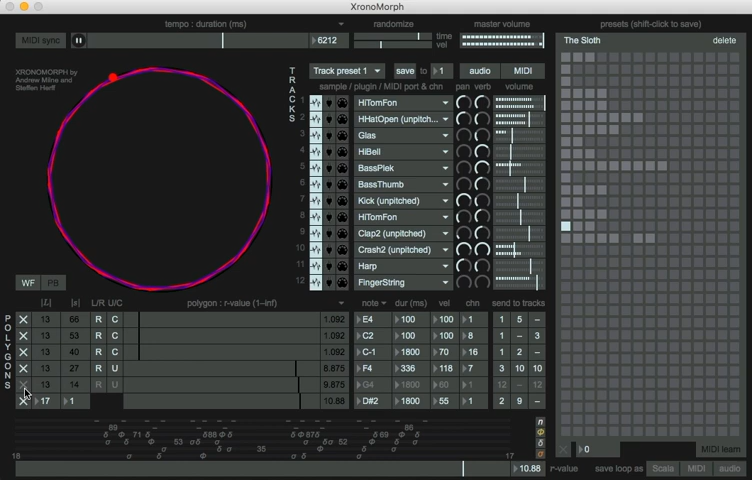 XronoMorph
tempo : duration (ms)
randomize
master volume
presets (shift-click to save)
MIDI sync
6212
time
vel
The Sloth
delete
XRONOMORPH by
Andrew Milne and
Steffen Herff
TRACKS
Track preset 1
save
to
1
audio
MIDI
sample / plugin / MIDI port & chn
pan
verb
volume
1 HiTomFon
2 HHatOpen (unpitch...
3 Glas
4 HiBell
5 BassPlek
6 BassThumb
7 Kick (unpitched)
8 HiTomFon
9 Clap2 (unpitched)
10 Crash2 (unpitched)
11 Harp
12 FingerString
WF
PB
L/R U/C
polygon : r-value (1–inf)
note
dur (ms)
vel
chn
send to tracks
POLYGONS
13 66 R C 1.092 E4 100 100 1 1 5 –
13 53 R C 1.092 C2 100 100 8 1 – 3
13 40 R C 1.092 C-1 1800 70 16 1 2 –
13 27 R U 8.875 F4 336 118 7 3 10 10
13 14 R U 9.875 G4 1800 60 1 12 – 12
17 1 10.88 D#2 1800 55 1 2 9 –
18
17
10.88
r-value
0
MIDI learn
save loop as
Scala
MIDI
audio